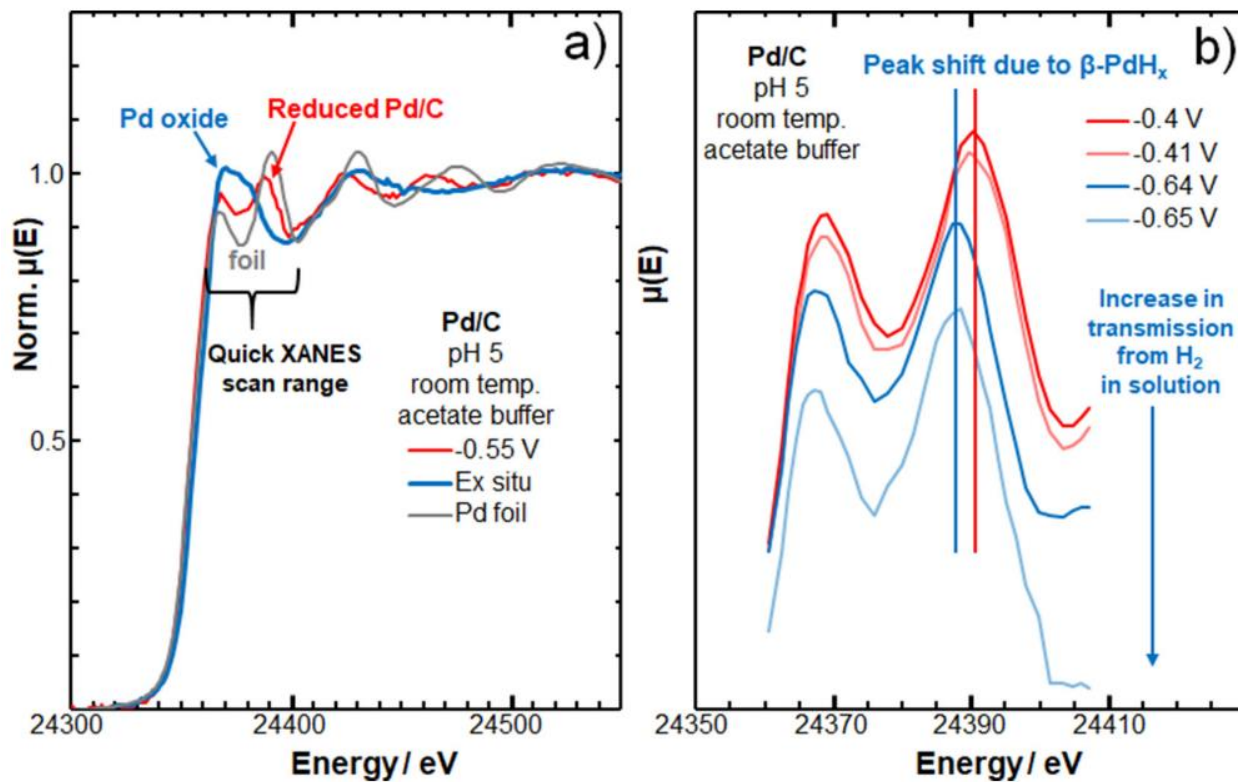 a)
Pd oxide
Reduced Pd/C
foil
Quick XANES
scan range
Pd/C
pH 5
room temp.
acetate buffer
-0.55 V
Ex situ
Pd foil
Norm. μ(E)
1.0
0.5
24300
24400
24500
Energy / eV
b)
Pd/C
pH 5
room temp.
acetate buffer
Peak shift due to β-PdHₓ
-0.4 V
-0.41 V
-0.64 V
-0.65 V
Increase in
transmission
from H₂
in solution
μ(E)
24350
24370
24390
24410
Energy / eV